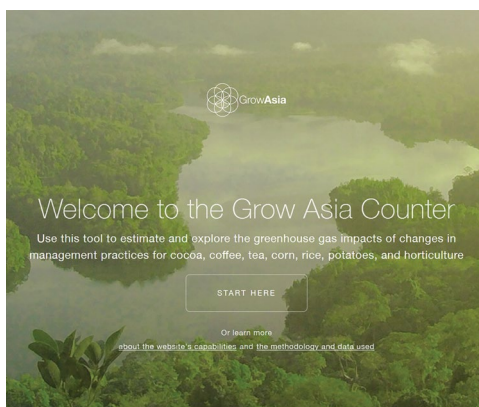 GrowAsia
Welcome to the Grow Asia Counter
Use this tool to estimate and explore the greenhouse gas impacts of changes in
management practices for cocoa, coffee, tea, corn, rice, potatoes, and horticulture
START HERE
Or learn more
about the website's capabilities and the methodology and data used